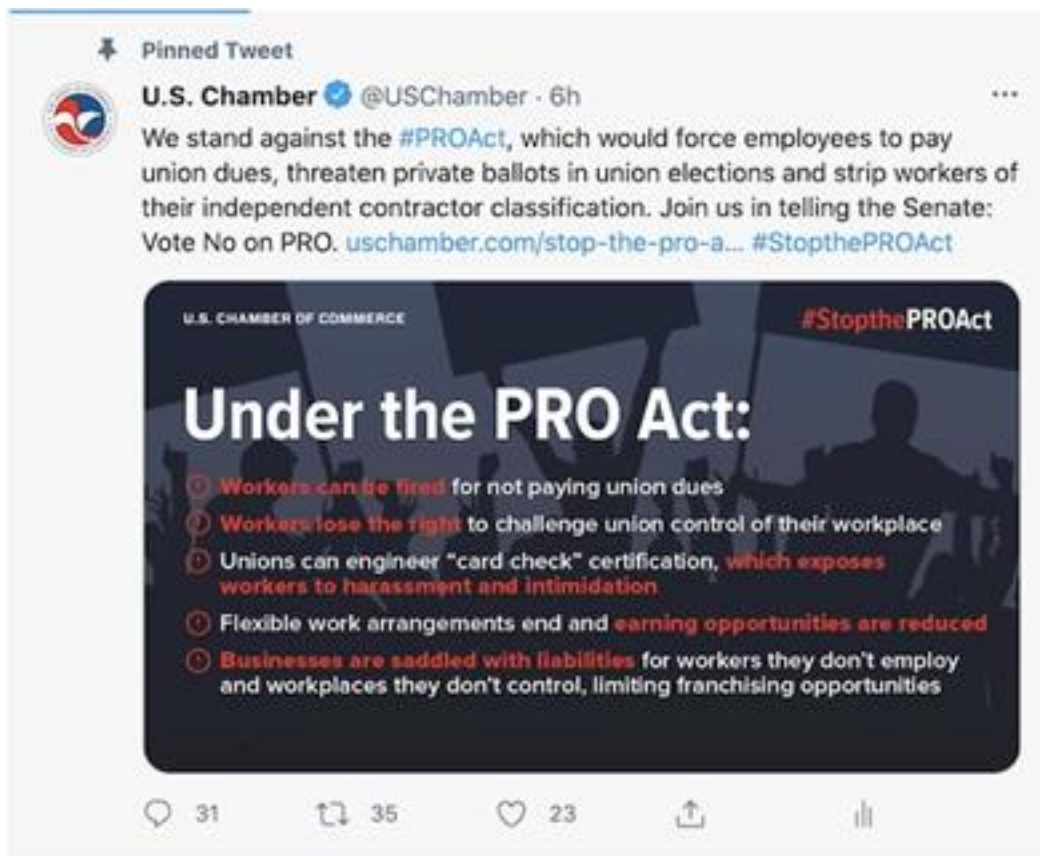 Pinned Tweet
U.S. Chamber @USChamber · 6h
We stand against the #PROAct, which would force employees to pay
union dues, threaten private ballots in union elections and strip workers of
their independent contractor classification. Join us in telling the Senate:
Vote No on PRO. uschamber.com/stop-the-pro-a... #StopthePROAct
U.S. CHAMBER OF COMMERCE
#StopthePROAct
Under the PRO Act:
Workers can be fired for not paying union dues
Workers lose the right to challenge union control of their workplace
Unions can engineer "card check" certification, which exposes
workers to harassment and intimidation
Flexible work arrangements end and earning opportunities are reduced
Businesses are saddled with liabilities for workers they don't employ
and workplaces they don't control, limiting franchising opportunities
31 35 23